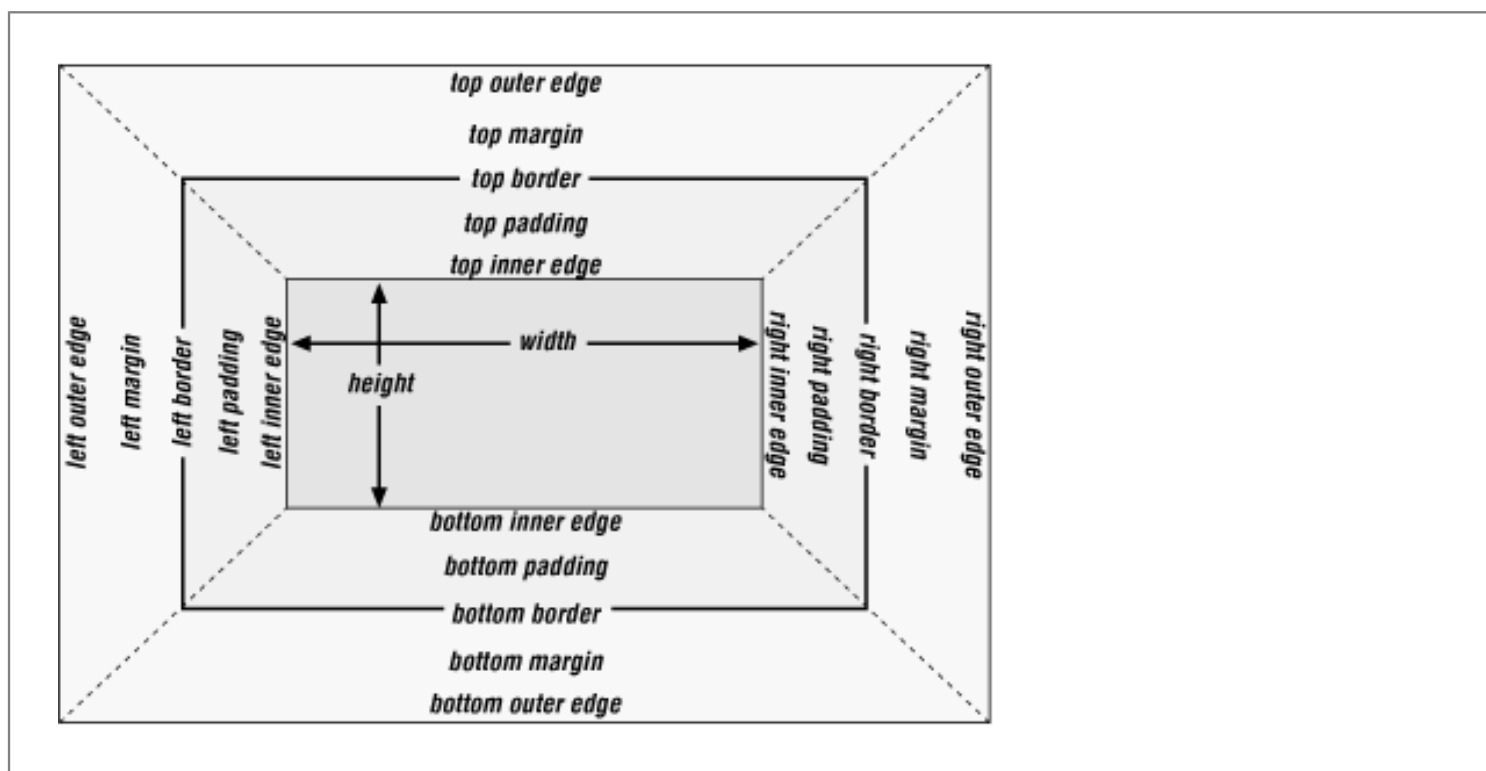 top outer edge
top margin
top border
top padding
top inner edge
left outer edge
left margin
left border
left padding
left inner edge
width
height
right inner edge
right padding
right border
right margin
right outer edge
bottom inner edge
bottom padding
bottom border
bottom margin
bottom outer edge